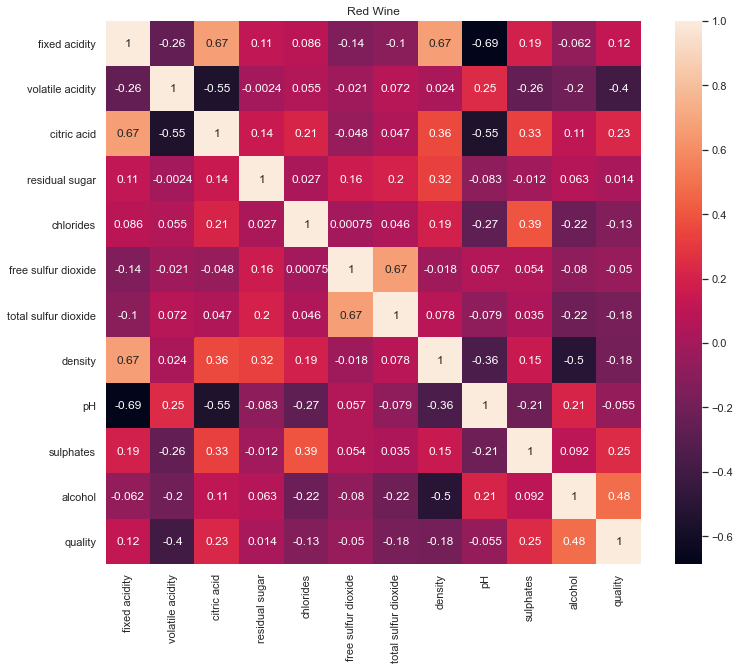 Red Wine
fixed acidity 1 -0.26 0.67 0.11 0.086 -0.14 -0.1 0.67 -0.69 0.19 -0.062 0.12
volatile acidity -0.26 1 -0.55 -0.0024 0.055 -0.021 0.072 0.024 0.25 -0.26 -0.2 -0.4
citric acid 0.67 -0.55 1 0.14 0.21 -0.048 0.047 0.36 -0.55 0.33 0.11 0.23
residual sugar 0.11 -0.0024 0.14 1 0.027 0.16 0.2 0.32 -0.083 -0.012 0.063 0.014
chlorides 0.086 0.055 0.21 0.027 1 0.00075 0.046 0.19 -0.27 0.39 -0.22 -0.13
free sulfur dioxide -0.14 -0.021 -0.048 0.16 0.00075 1 0.67 -0.018 0.057 0.054 -0.08 -0.05
total sulfur dioxide -0.1 0.072 0.047 0.2 0.046 0.67 1 0.078 -0.079 0.035 -0.22 -0.18
density 0.67 0.024 0.36 0.32 0.19 -0.018 0.078 1 -0.36 0.15 -0.5 -0.18
pH -0.69 0.25 -0.55 -0.083 -0.27 0.057 -0.079 -0.36 1 -0.21 0.21 -0.055
sulphates 0.19 -0.26 0.33 -0.012 0.39 0.054 0.035 0.15 -0.21 1 0.092 0.25
alcohol -0.062 -0.2 0.11 0.063 -0.22 -0.08 -0.22 -0.5 0.21 0.092 1 0.48
quality 0.12 -0.4 0.23 0.014 -0.13 -0.05 -0.18 -0.18 -0.055 0.25 0.48 1
fixed acidity
volatile acidity
citric acid
residual sugar
chlorides
free sulfur dioxide
total sulfur dioxide
density
pH
sulphates
alcohol
quality
1.0
0.8
0.6
0.4
0.2
0.0
−0.2
−0.4
−0.6